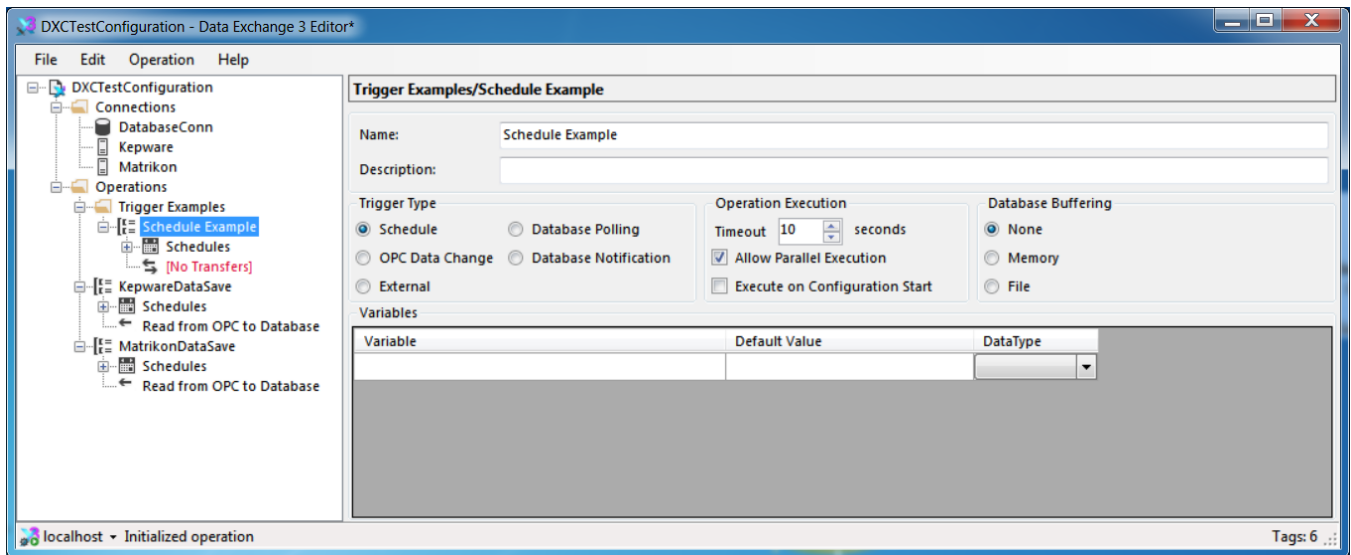 DXCTestConfiguration - Data Exchange 3 Editor*
File Edit Operation Help
DXCTestConfiguration
Connections
DatabaseConn
Kepware
Matrikon
Operations
Trigger Examples
Schedule Example
Schedules
[No Transfers]
KepwareDataSave
Schedules
Read from OPC to Database
MatrikonDataSave
Schedules
Read from OPC to Database
Trigger Examples/Schedule Example
Name: Schedule Example
Description:
Trigger Type
Schedule Database Polling
OPC Data Change Database Notification
External
Operation Execution
Timeout 10 seconds
Allow Parallel Execution
Execute on Configuration Start
Database Buffering
None
Memory
File
Variables
Variable Default Value DataType
localhost Initialized operation Tags: 6